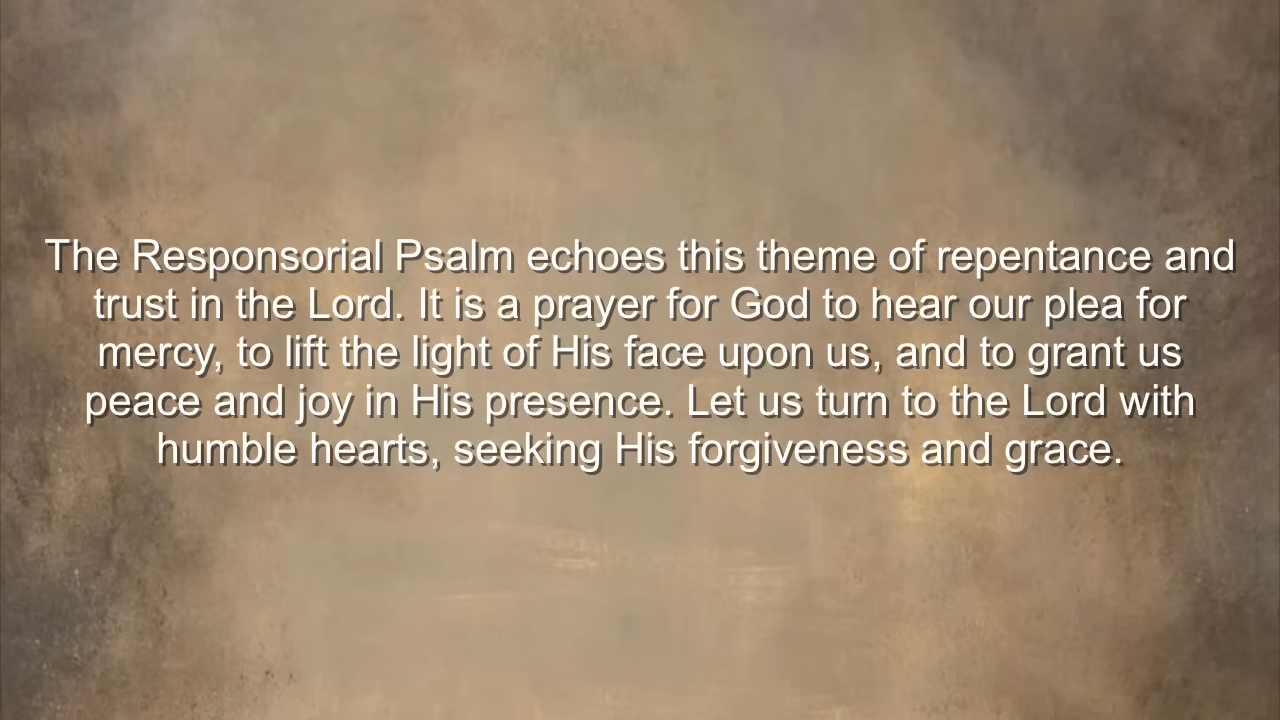 The Responsorial Psalm echoes this theme of repentance and
trust in the Lord. It is a prayer for God to hear our plea for
mercy, to lift the light of His face upon us, and to grant us
peace and joy in His presence. Let us turn to the Lord with
humble hearts, seeking His forgiveness and grace.